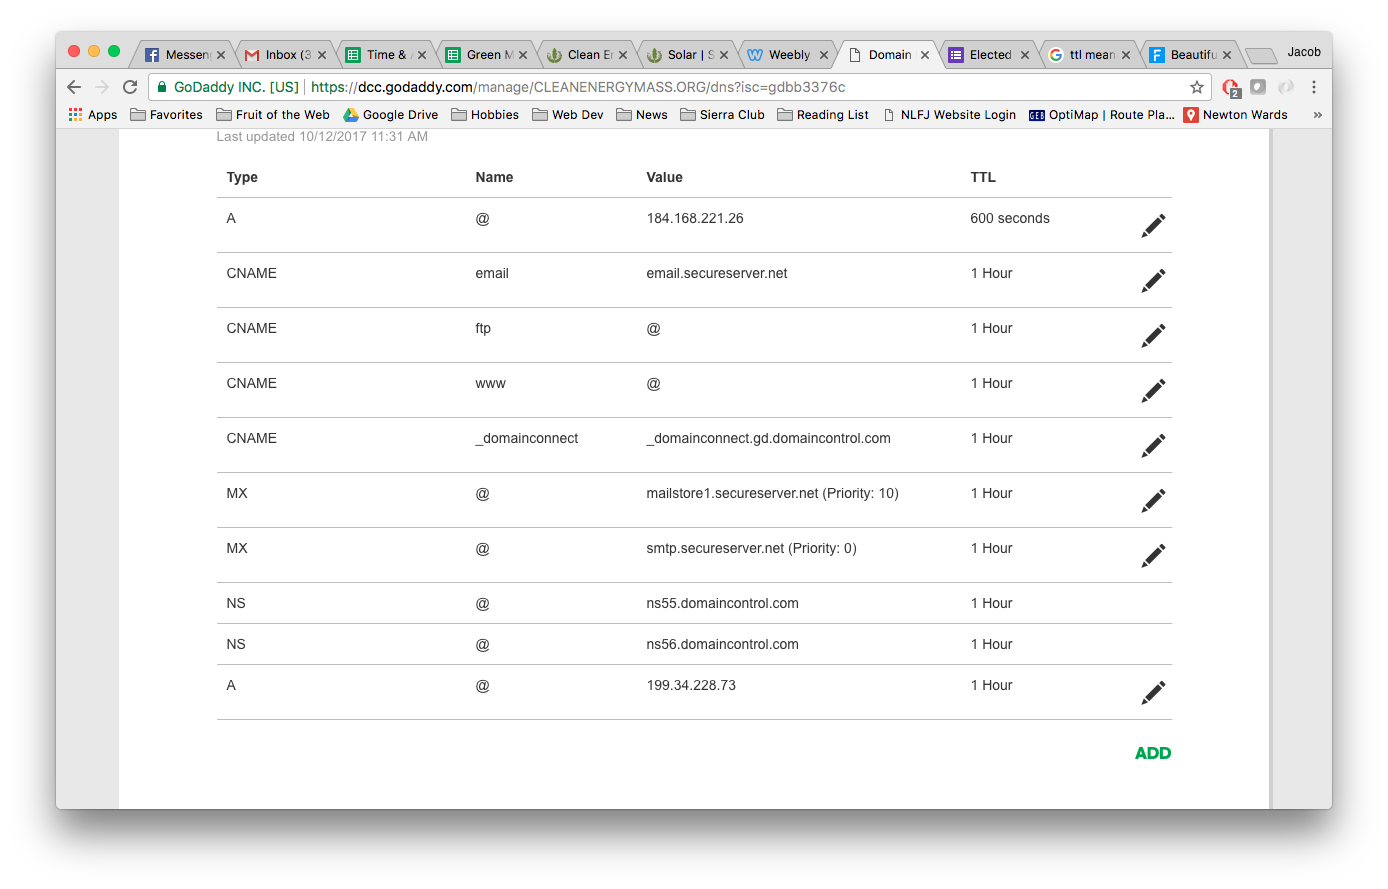 Messen Inbox (3 Time & Green M Clean En Solar | S Weebly Domain Elected ttl mean Beautifu Jacob
GoDaddy INC. [US] https://dcc.godaddy.com/manage/CLEANENERGYMASS.ORG/dns?isc=gdbb3376c 2
Apps Favorites Fruit of the Web Google Drive Hobbies Web Dev News Sierra Club Reading List NLFJ Website Login GEB OptiMap | Route Pla... Newton Wards »
Last updated 10/12/2017 11:31 AM
Type Name Value TTL
A @ 184.168.221.26 600 seconds
CNAME email email.secureserver.net 1 Hour
CNAME ftp @ 1 Hour
CNAME www @ 1 Hour
CNAME _domainconnect _domainconnect.gd.domaincontrol.com 1 Hour
MX @ mailstore1.secureserver.net (Priority: 10) 1 Hour
MX @ smtp.secureserver.net (Priority: 0) 1 Hour
NS @ ns55.domaincontrol.com 1 Hour
NS @ ns56.domaincontrol.com 1 Hour
A @ 199.34.228.73 1 Hour
ADD